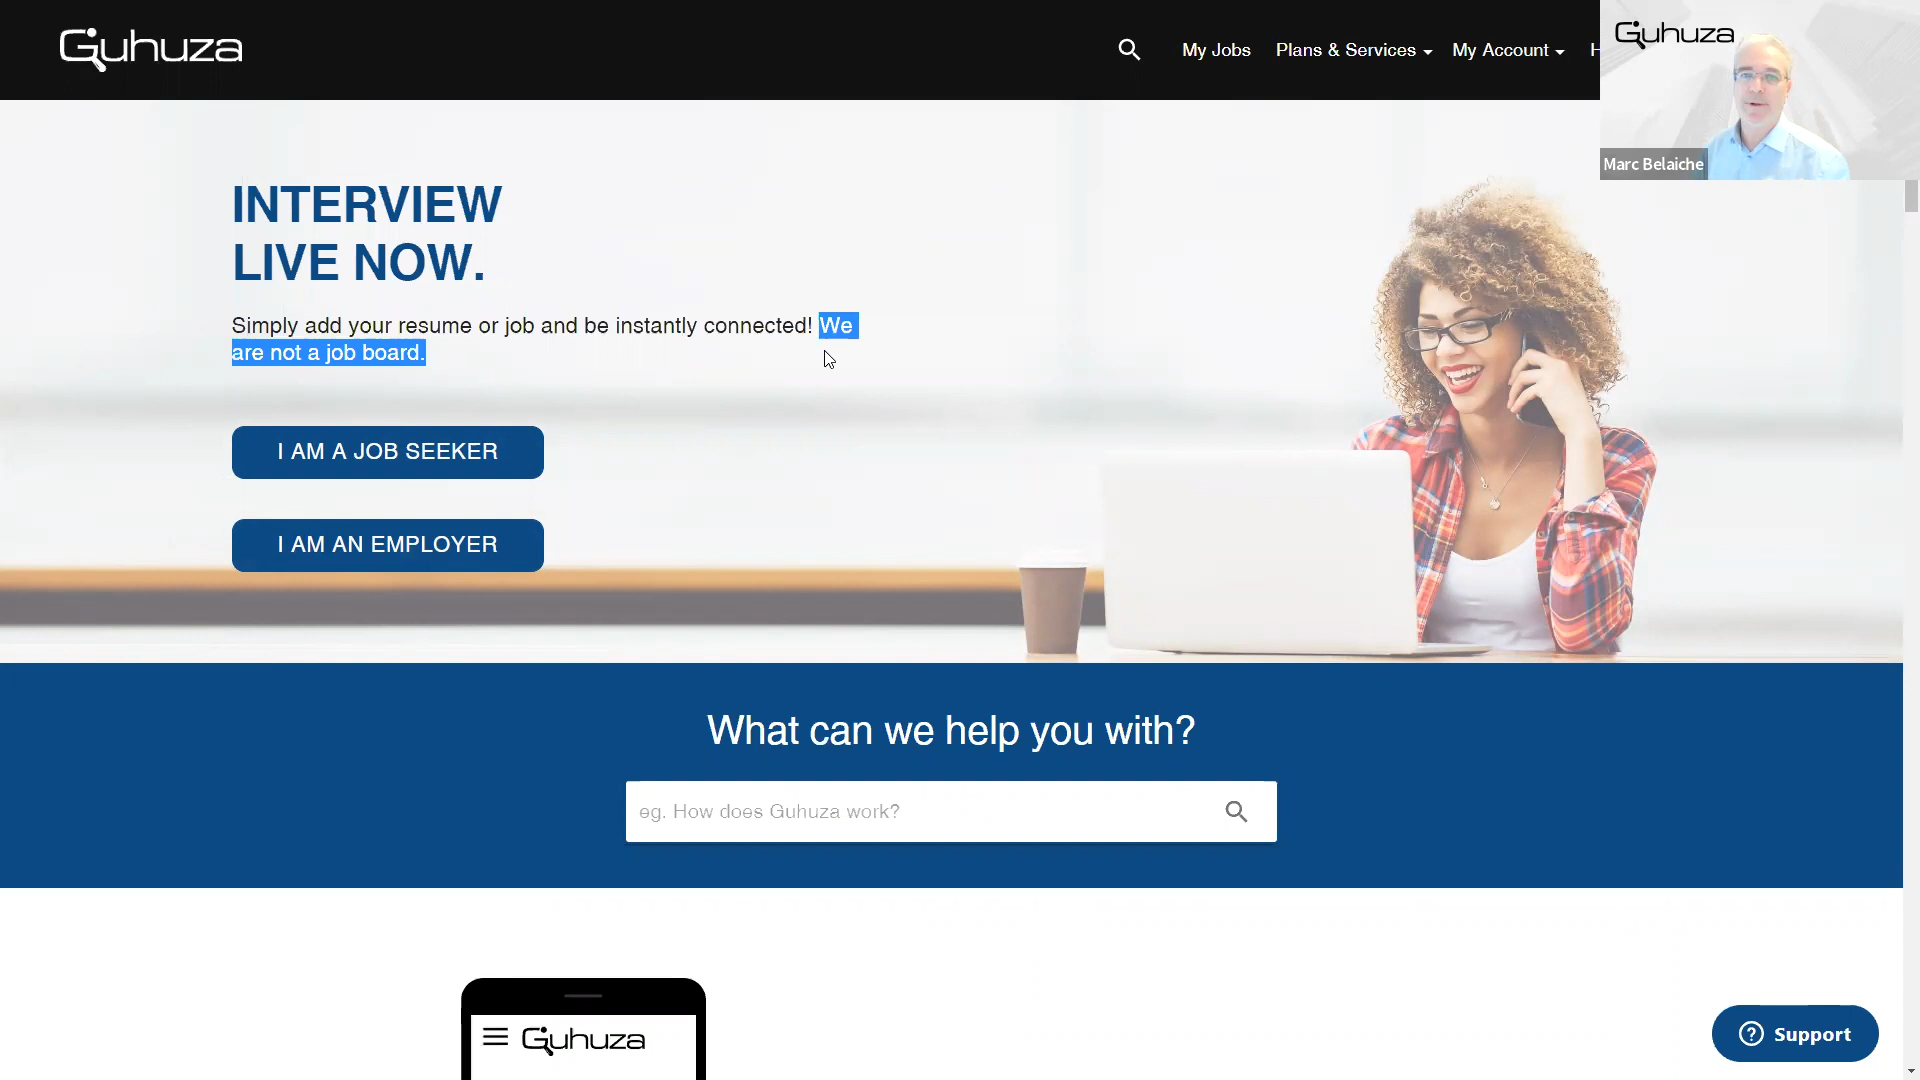 Guhuza
My Jobs
Plans & Services
My Account
H
Guhuza
Marc Belaiche
INTERVIEW
LIVE NOW.
Simply add your resume or job and be instantly connected! We
are not a job board.
I AM A JOB SEEKER
I AM AN EMPLOYER
What can we help you with?
eg. How does Guhuza work?
Guhuza
Support